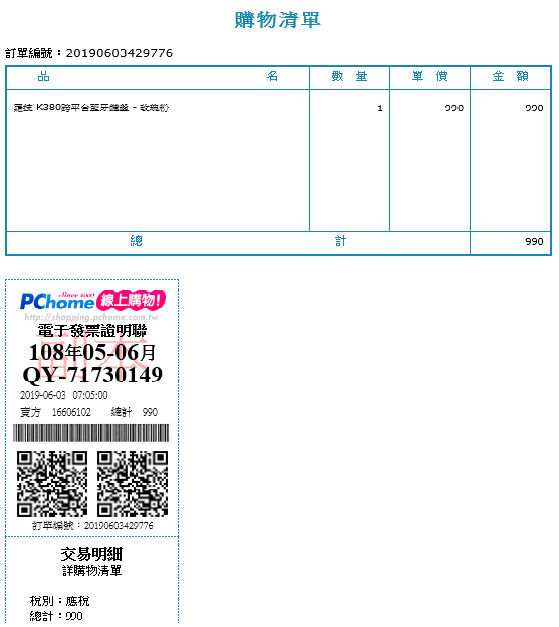 購物清單
訂單編號：20190603429776
品 名 數 量 單 價 金 額
羅技 K380跨平台藍牙鍵盤 - 玫瑰粉 1 990 990
總 計 990
Since 2000
PChome 線上購物!
http://shopping.pchome.com.tw
電子發票證明聯
副本
108年05-06月
QY-71730149
2019-06-03 07:05:00
賣方 16606102 總計 990
訂單編號：20190603429776
交易明細
詳購物清單
稅別：應稅
總計：990